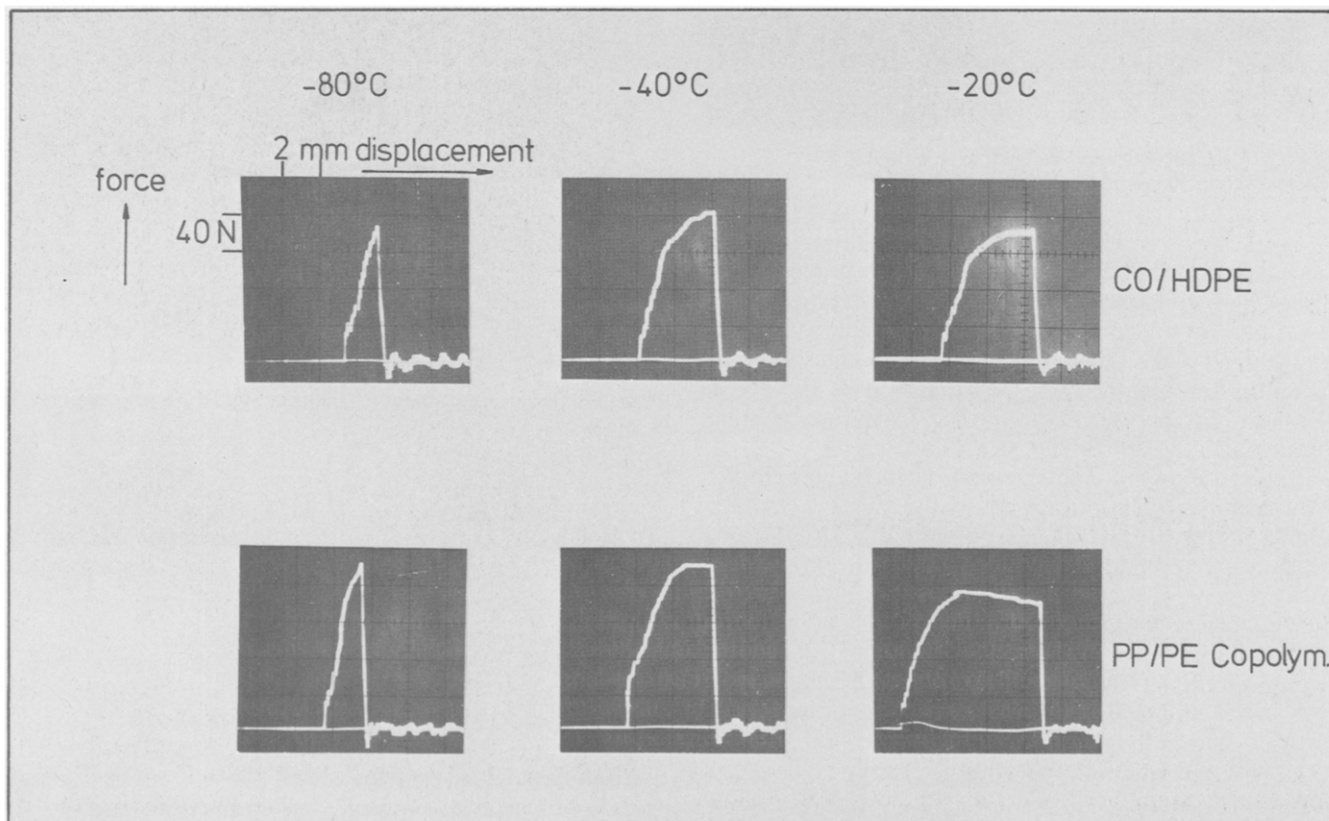 -80°C
-40°C
-20°C
2 mm displacement
force
40 N
CO/HDPE
PP/PE Copolym.